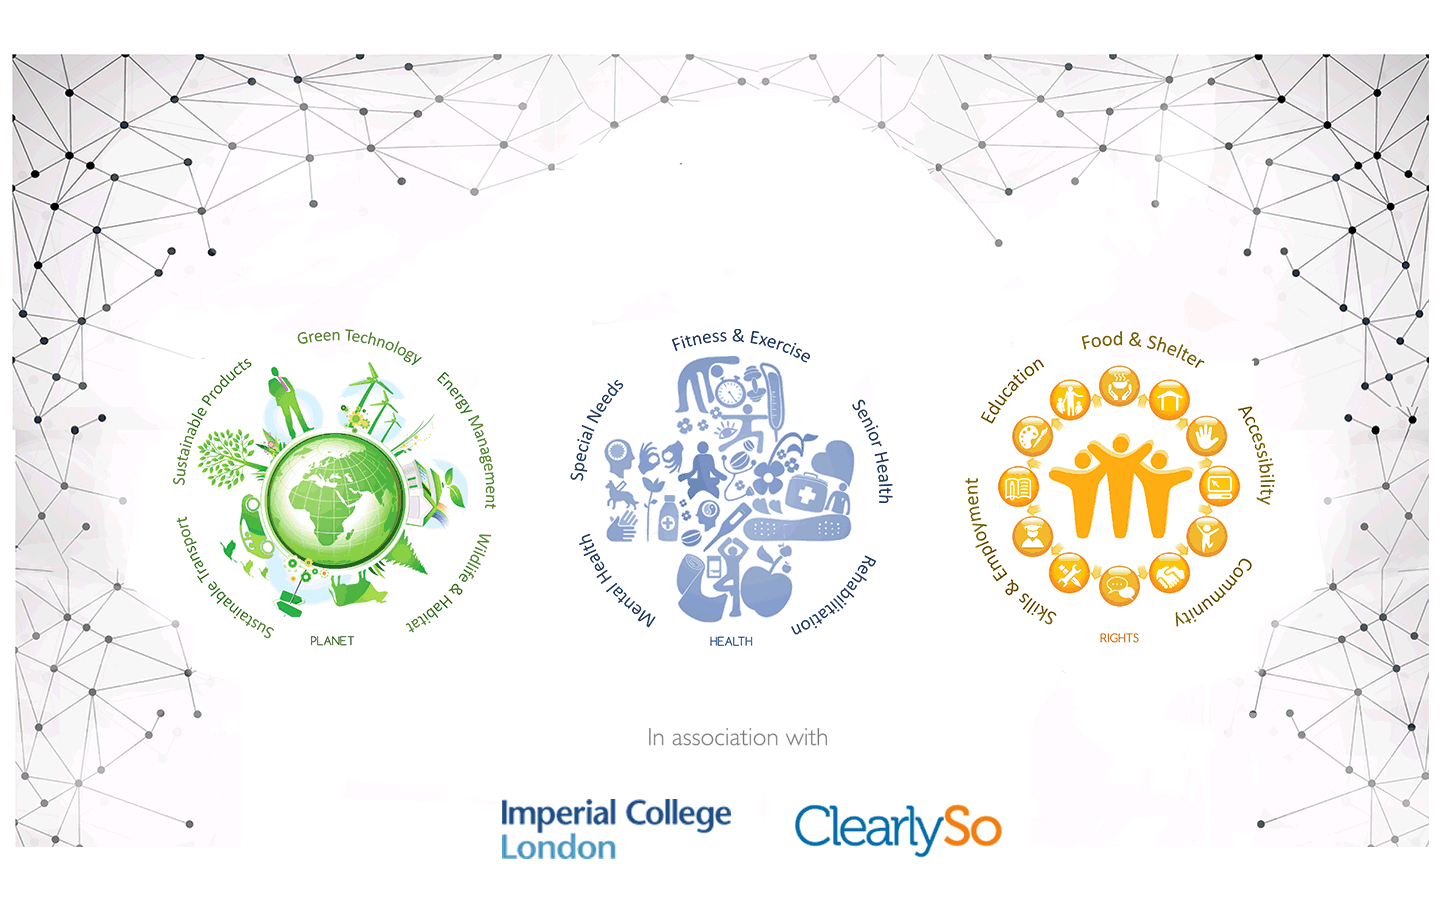 Green Technology
Sustainable Products
Energy Management
Sustainable Transport
Wildlife & Habitat
PLANET
Fitness & Exercise
Special Needs
Senior Health
Mental Health
Rehabilitation
HEALTH
Food & Shelter
Education
Accessibility
Skills & Employment
Community
RIGHTS
In association with
Imperial College
London
ClearlySo